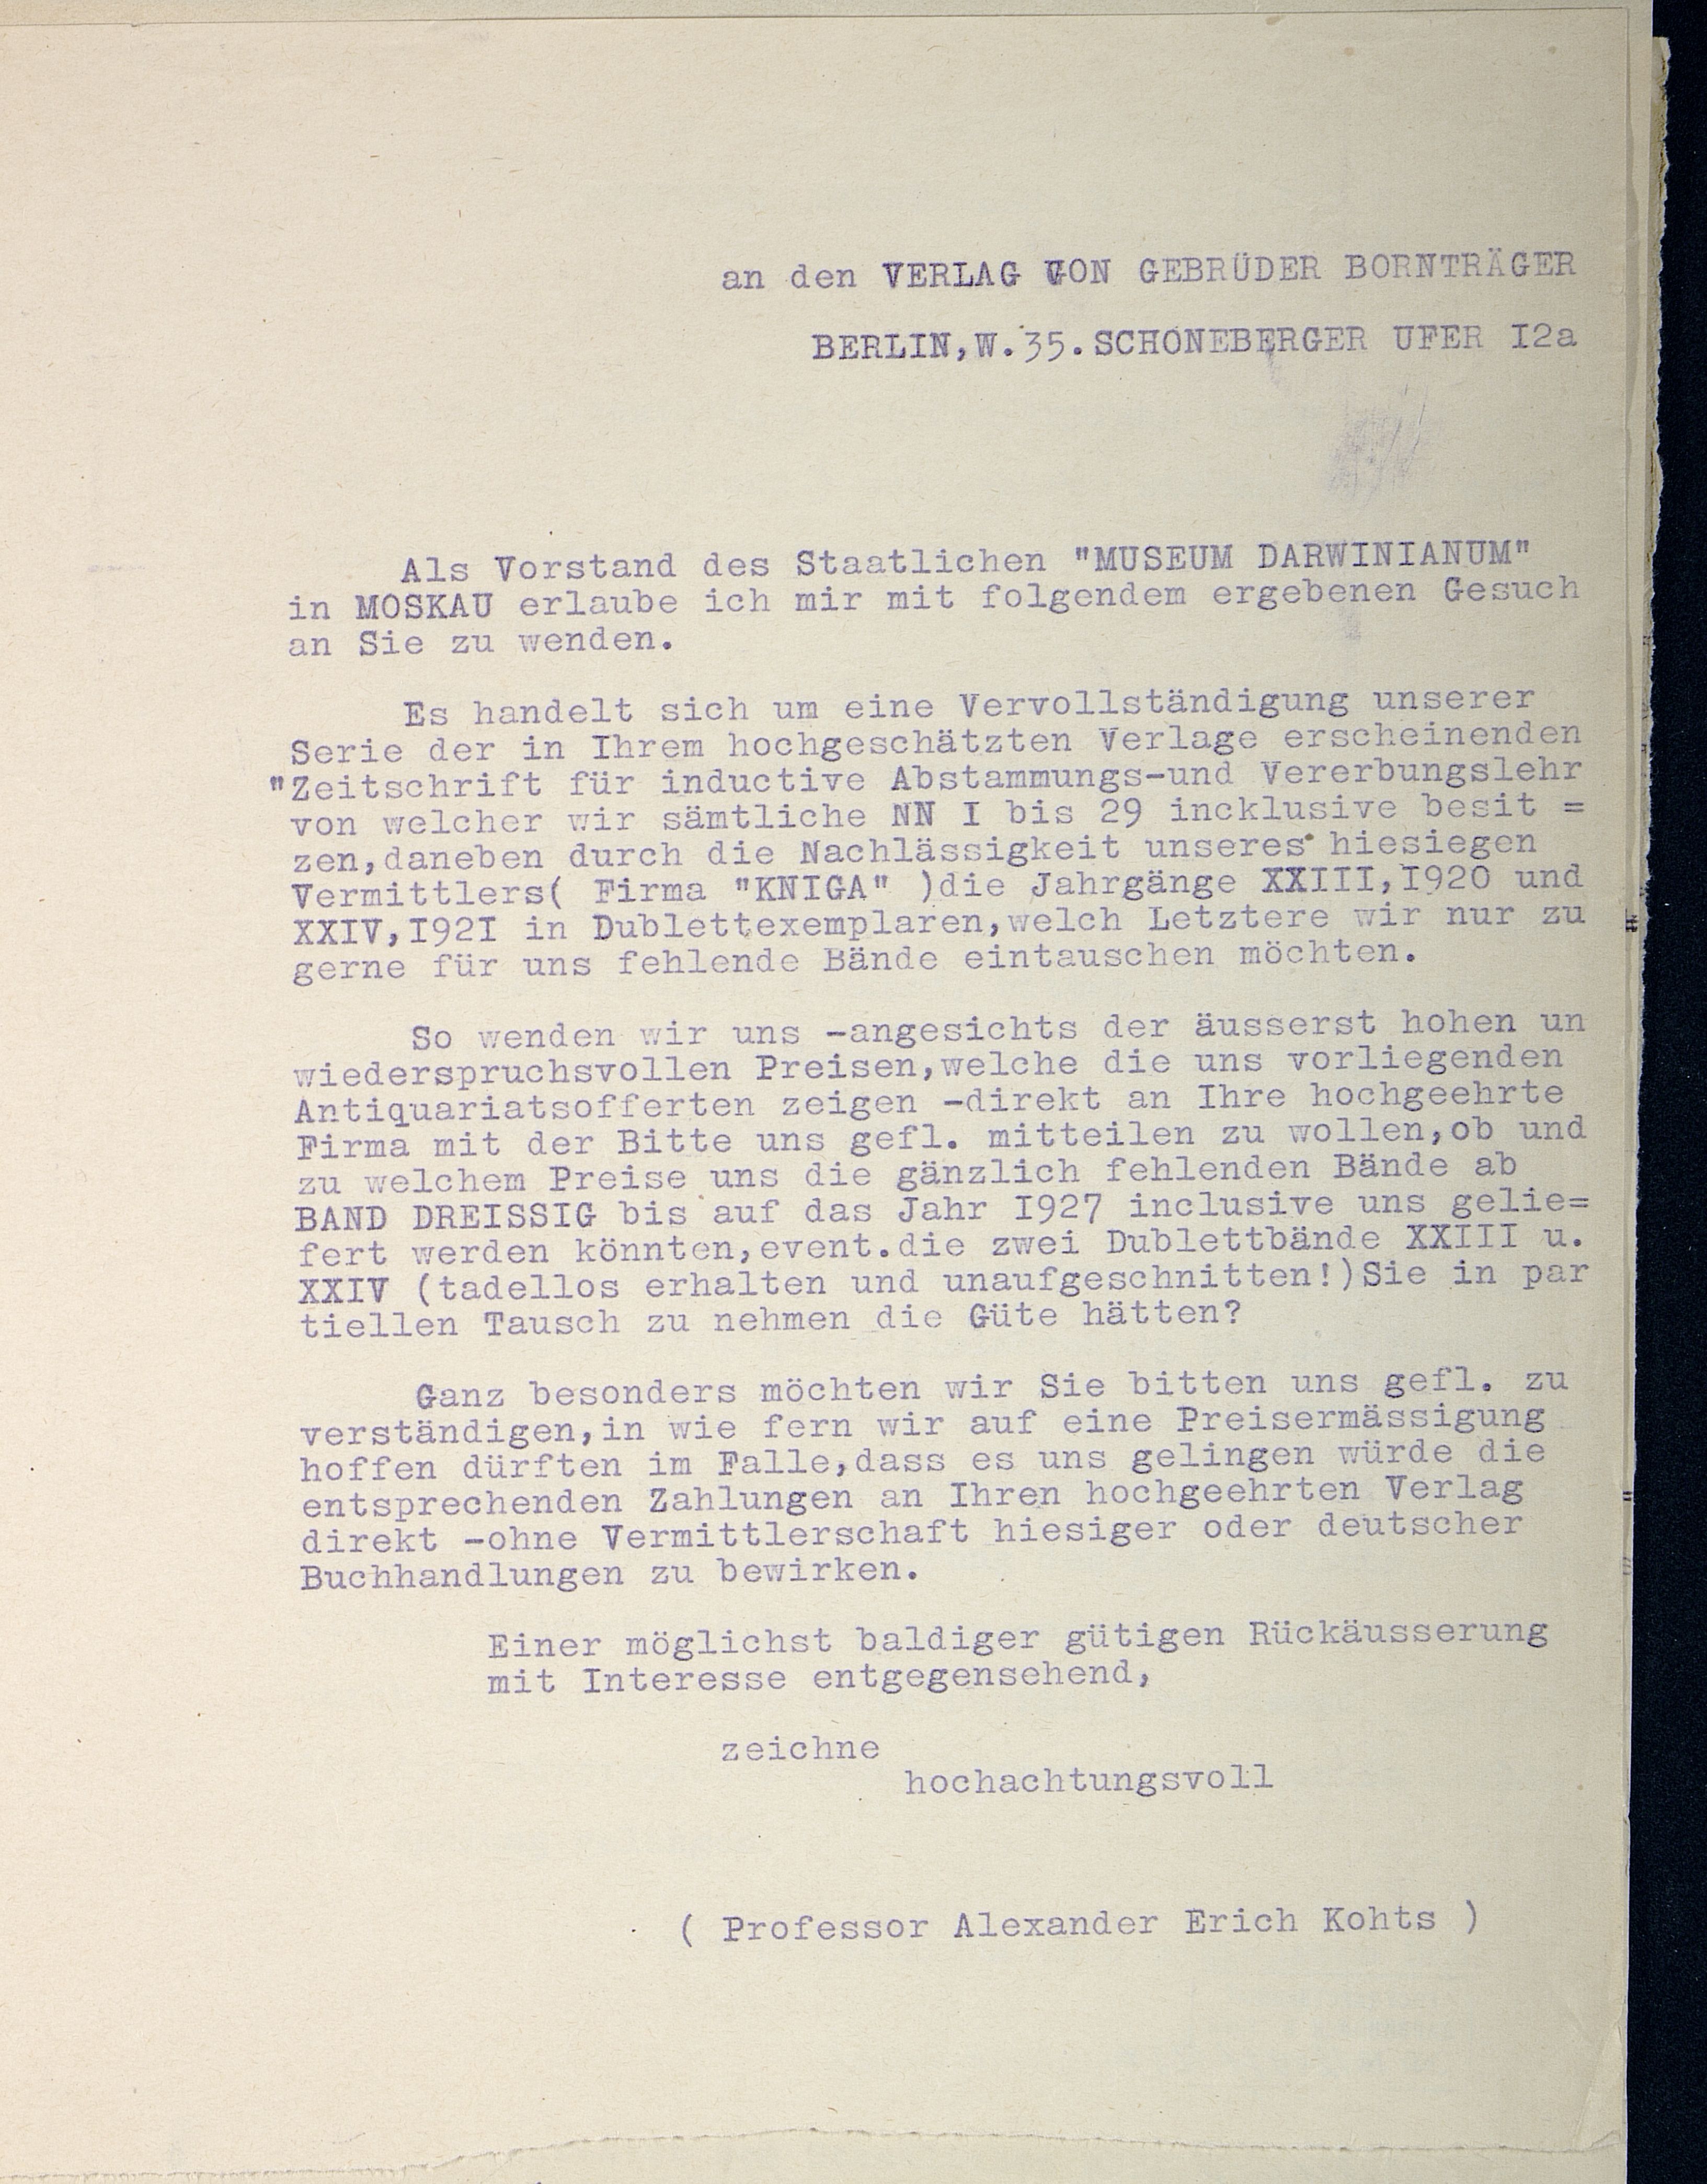 an den VERLAG VON GEBRÜDER BORNTRÄGER
BERLIN,W.35.SCHÖNEBERGER UFER I2a
Als Vorstand des Staatlichen "MUSEUM DARWINIANUM"
in MOSKAU erlaube ich mir mit folgendem ergebenen Gesuch
an Sie zu wenden.
Es handelt sich um eine Vervollständigung unserer
Serie der in Ihrem hochgeschätzten Verlage erscheinenden
"Zeitschrift für inductive Abstammungs-und Vererbungslehr
von welcher wir sämtliche NN I bis 29 incklusive besit =
zen,daneben durch die Nachlässigkeit unseres hiesiegen
Vermittlers( Firma "KNIGA" )die Jahrgänge XXIII,I920 und
XXIV,I92I in Dublettexemplaren,welch Letztere wir nur zu
gerne für uns fehlende Bände eintauschen möchten.
So wenden wir uns -angesichts der äusserst hohen un
wiederspruchsvollen Preisen,welche die uns vorliegenden
Antiquariatsofferten zeigen -direkt an Ihre hochgeehrte
Firma mit der Bitte uns gefl. mitteilen zu wollen,ob und
zu welchem Preise uns die gänzlich fehlenden Bände ab
BAND DREISSIG bis auf das Jahr I927 inclusive uns gelie=
fert werden könnten,event.die zwei Dublettbände XXIII u.
XXIV (tadellos erhalten und unaufgeschnitten!)Sie in par
tiellen Tausch zu nehmen die Güte hätten?
Ganz besonders möchten wir Sie bitten uns gefl. zu
verständigen,in wie fern wir auf eine Preisermässigung
hoffen dürften im Falle,dass es uns gelingen würde die
entsprechenden Zahlungen an Ihren hochgeehrten Verlag
direkt -ohne Vermittlerschaft hiesiger oder deutscher
Buchhandlungen zu bewirken.
Einer möglichst baldiger gütigen Rückäusserung
mit Interesse entgegensehend,
zeichne
hochachtungsvoll
( Professor Alexander Erich Kohts )